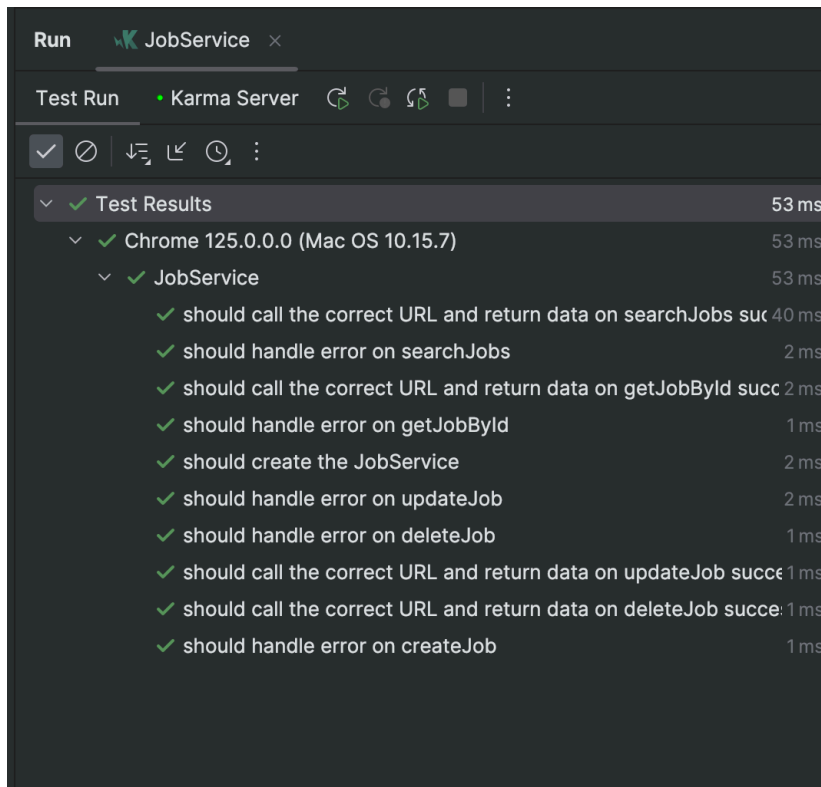 Run JobService
Test Run Karma Server
Test Results 53 ms
Chrome 125.0.0.0 (Mac OS 10.15.7) 53 ms
JobService 53 ms
should call the correct URL and return data on searchJobs suc 40 ms
should handle error on searchJobs 2 ms
should call the correct URL and return data on getJobById succ 2 ms
should handle error on getJobById 1 ms
should create the JobService 2 ms
should handle error on updateJob 2 ms
should handle error on deleteJob 1 ms
should call the correct URL and return data on updateJob succe 1 ms
should call the correct URL and return data on deleteJob succe 1 ms
should handle error on createJob 1 ms